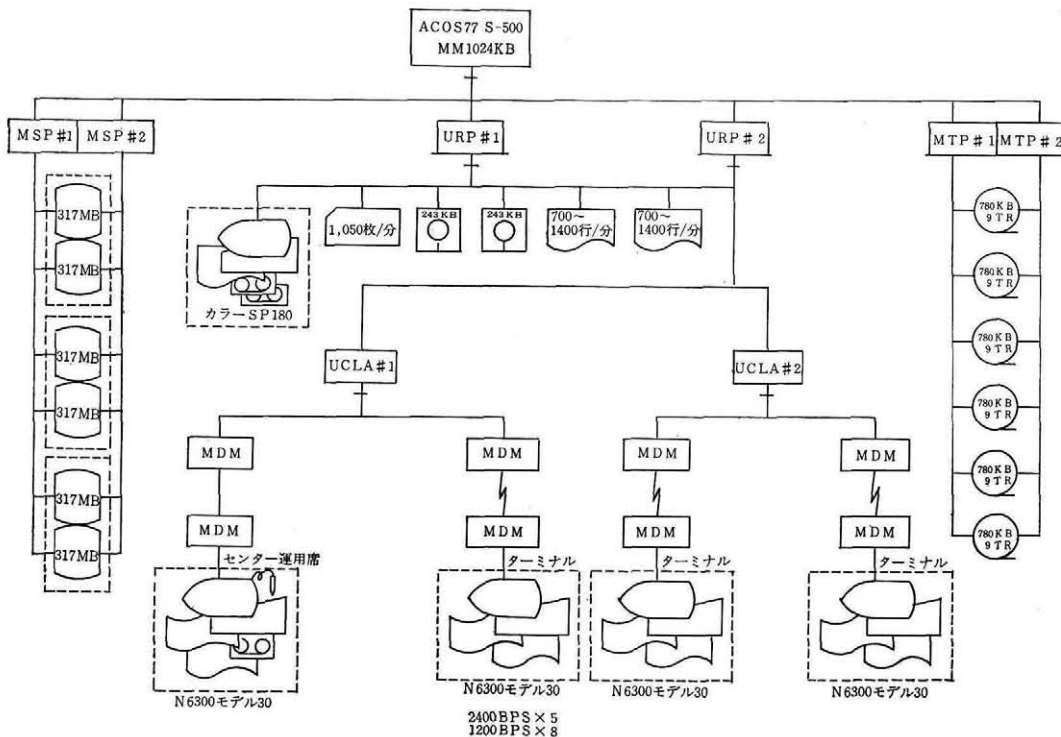 ACOS77 S-500
MM1024KB
MSP#1
MSP#2
URP#1
URP#2
MTP#1
MTP#2
317MB
317MB
317MB
317MB
317MB
317MB
カラーSP180
1,050枚/分
243KB
243KB
700～
1400行/分
700～
1400行/分
780KB
9TR
780KB
9TR
780KB
9TR
780KB
9TR
780KB
9TR
780KB
9TR
UCLA#1
UCLA#2
MDM
MDM
MDM
MDM
MDM
MDM
MDM
MDM
センター運用席
ターミナル
ターミナル
ターミナル
N6300モデル30
N6300モデル30
N6300モデル30
N6300モデル30
2400BPS×5
1200BPS×8